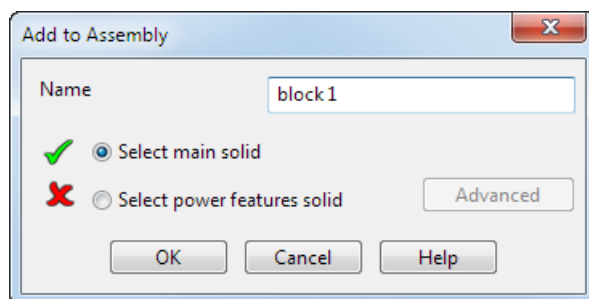 Add to Assembly
Name
block 1
Select main solid
Select power features solid
Advanced
OK Cancel Help